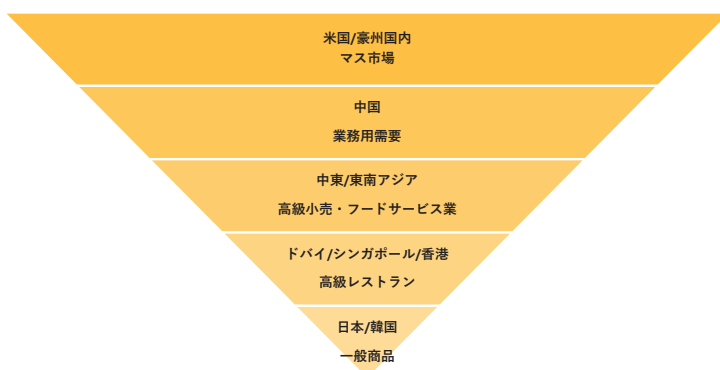 米国/豪州国内
マス市場
中国
業務用需要
中東/東南アジア
高級小売・フードサービス業
ドバイ/シンガポール/香港
高級レストラン
日本/韓国
一般商品